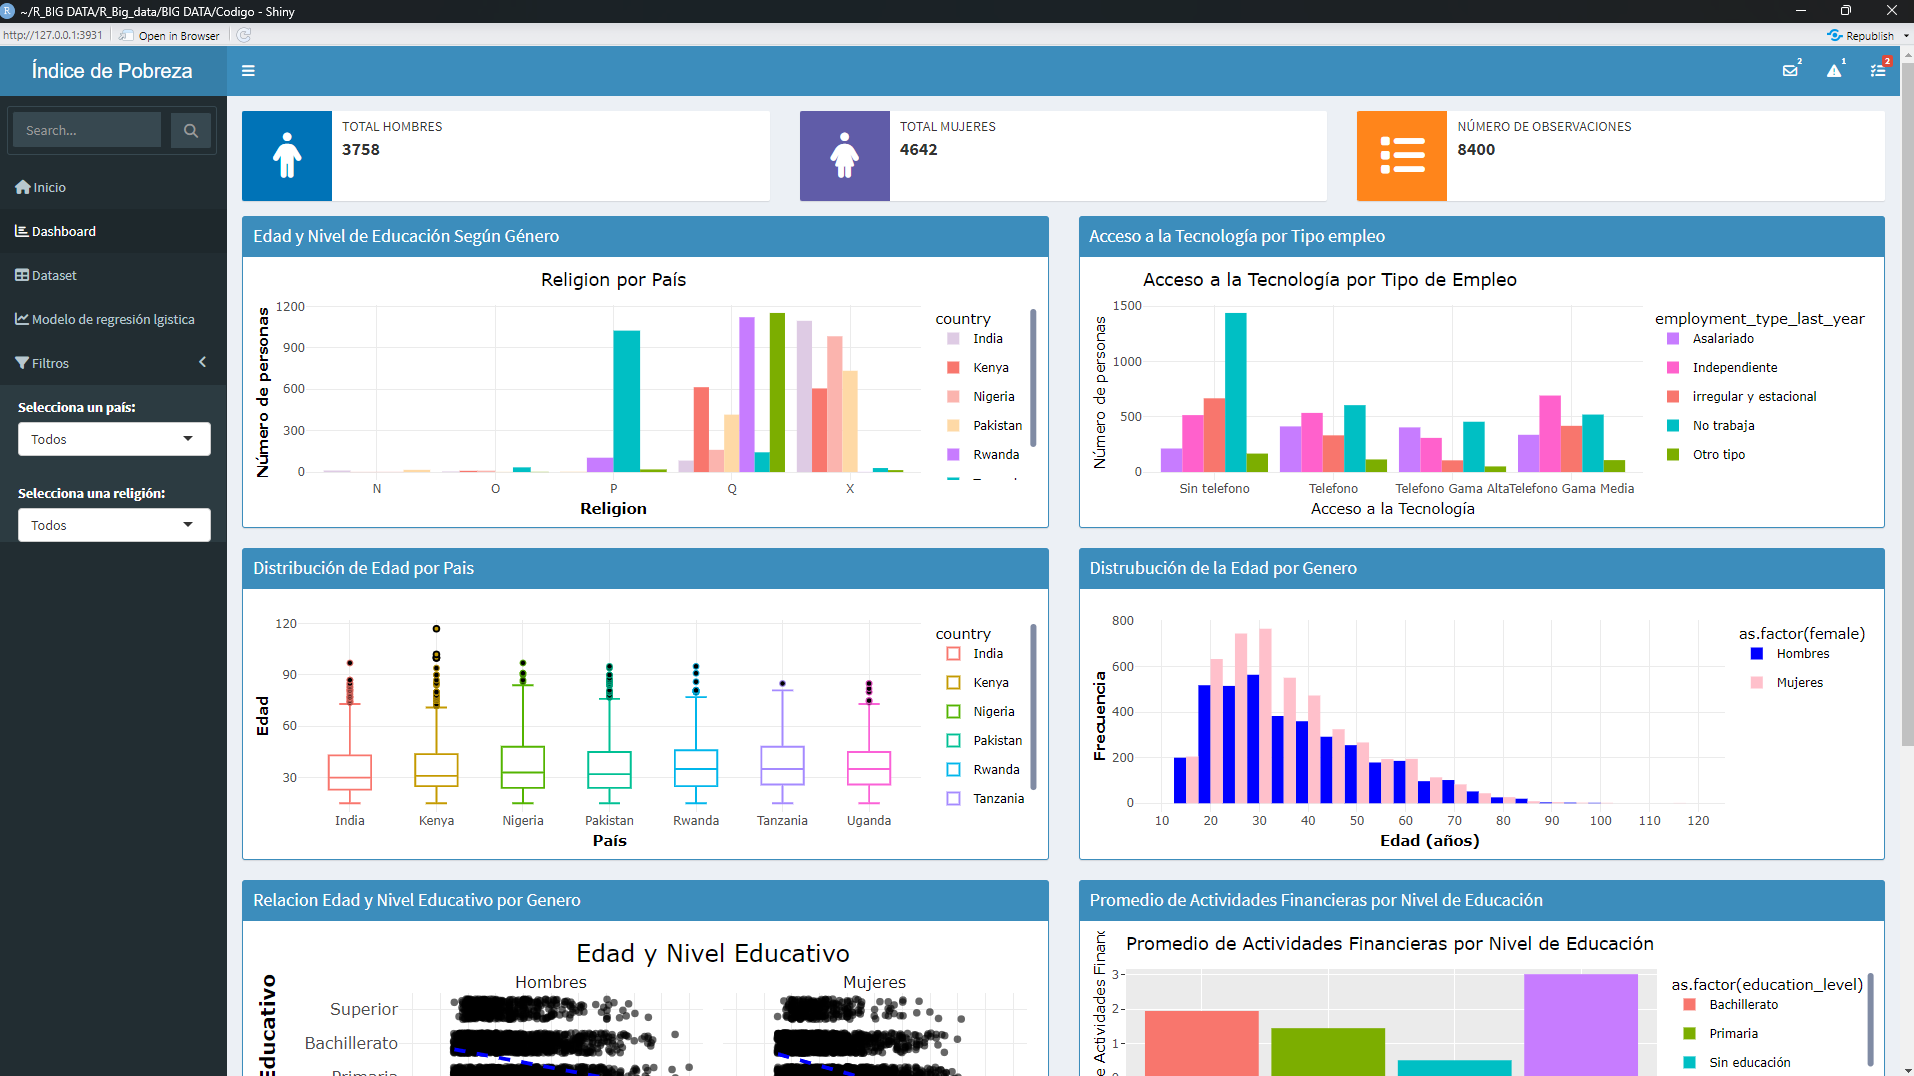 ~/R_BIG DATA/R_Big_data/BIG DATA/Codigo - Shiny
http://127.0.0.1:3931
Open in Browser
Republish
Índice de Pobreza
2
1
2
Search...
Inicio
Dashboard
Dataset
Modelo de regresión lgistica
Filtros
Selecciona un país:
Todos
Selecciona una religión:
Todos
TOTAL HOMBRES
3758
TOTAL MUJERES
4642
NÚMERO DE OBSERVACIONES
8400
Edad y Nivel de Educación Según Género
Religion por País
Número de personas
1200
900
600
300
0
N O P Q X
Religion
country
India
Kenya
Nigeria
Pakistan
Rwanda
Acceso a la Tecnología por Tipo empleo
Acceso a la Tecnología por Tipo de Empleo
Número de personas
1500
1000
500
0
Sin telefono Telefono Telefono Gama Alta Telefono Gama Media
Acceso a la Tecnología
employment_type_last_year
Asalariado
Independiente
irregular y estacional
No trabaja
Otro tipo
Distribución de Edad por Pais
Edad
120
90
60
30
India Kenya Nigeria Pakistan Rwanda Tanzania Uganda
País
country
India
Kenya
Nigeria
Pakistan
Rwanda
Tanzania
Distrubución de la Edad por Genero
Frecuencia
800
600
400
200
0
10 20 30 40 50 60 70 80 90 100 110 120
Edad (años)
as.factor(female)
Hombres
Mujeres
Relacion Edad y Nivel Educativo por Genero
Edad y Nivel Educativo
Hombres Mujeres
Educativo
Superior
Bachillerato
Promedio de Actividades Financieras por Nivel de Educación
Promedio de Actividades Financieras por Nivel de Educación
Actividades
3
2
1
as.factor(education_level)
Bachillerato
Primaria
Sin educación